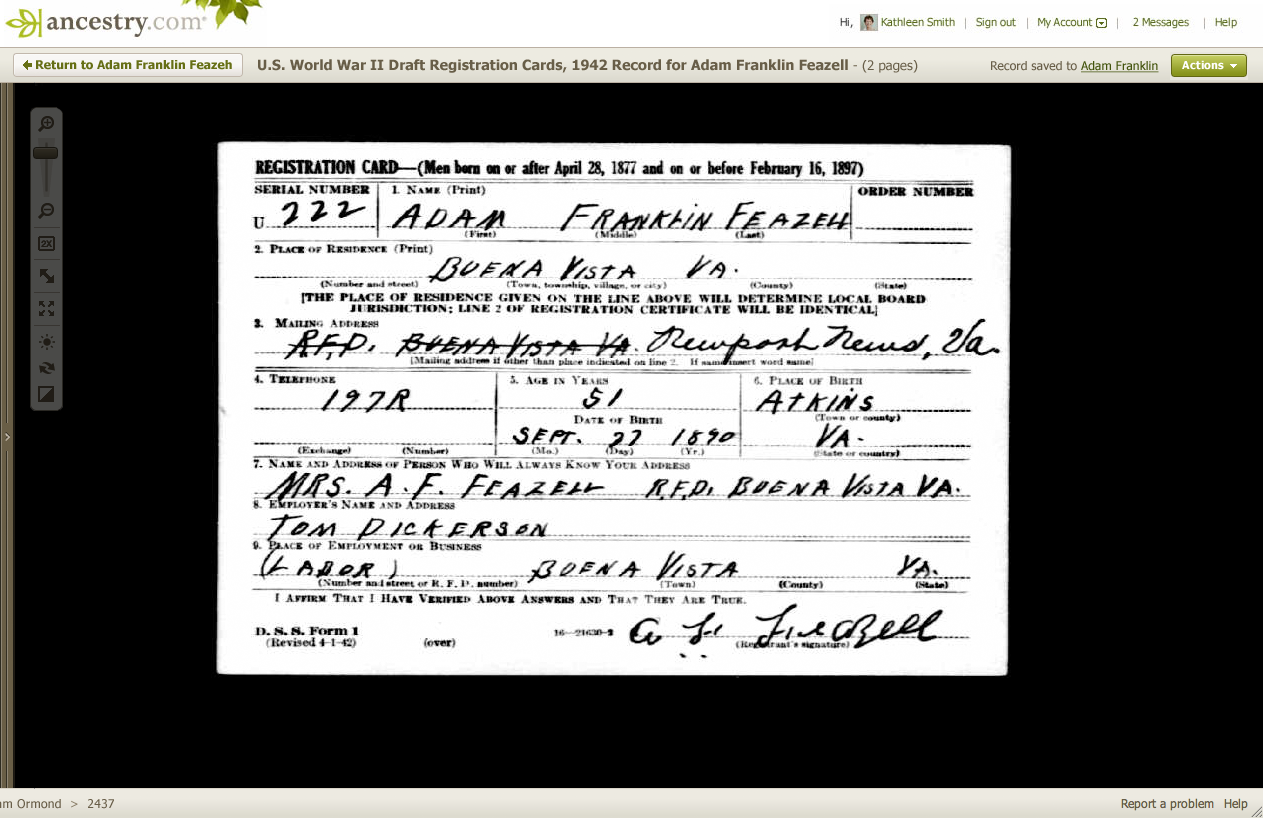 ancestry.com
Hi, Kathleen Smith | Sign out | My Account | 2 Messages | Help
Return to Adam Franklin Feazeh
U.S. World War II Draft Registration Cards, 1942 Record for Adam Franklin Feazell - (2 pages)
Record saved to Adam Franklin
Actions
REGISTRATION CARD—(Men born on or after April 28, 1877 and on or before February 16, 1897)
SERIAL NUMBER 1. NAME (Print) ORDER NUMBER
U 222 ADAM FRANKLIN FEAZELL
(First) (Middle) (Last)
2. PLACE OF RESIDENCE (Print)
BUENA VISTA VA.
(Number and street) (Town, township, village, or city) (County) (State)
[THE PLACE OF RESIDENCE GIVEN ON THE LINE ABOVE WILL DETERMINE LOCAL BOARD
JURISDICTION; LINE 2 OF REGISTRATION CERTIFICATE WILL BE IDENTICAL]
3. MAILING ADDRESS
R.F.D. BUENA VISTA VA. Newport News, Va.
[Mailing address if other than place indicated on line 2. If same insert word same]
4. TELEPHONE 5. AGE IN YEARS 6. PLACE OF BIRTH
197R 51 ATKINS
DATE OF BIRTH (Town or county)
SEPT. 27 1890 VA.
(Exchange) (Number) (Mo.) (Day) (Yr.) (State or country)
7. NAME AND ADDRESS OF PERSON WHO WILL ALWAYS KNOW YOUR ADDRESS
MRS. A. F. FEAZELL R.F.D. BUENA VISTA VA.
8. EMPLOYER'S NAME AND ADDRESS
TOM DICKERSON
9. PLACE OF EMPLOYMENT OR BUSINESS
(LABOR) BUENA VISTA VA.
(Number and street or R. F. D. number) (Town) (County) (State)
I AFFIRM THAT I HAVE VERIFIED ABOVE ANSWERS AND THAT THEY ARE TRUE.
D. S. S. Form 1 16—21630-2 A F Feazell
(Revised 4-1-42) (over) (Registrant's signature)
2X
am Ormond > 2437
Report a problem Help